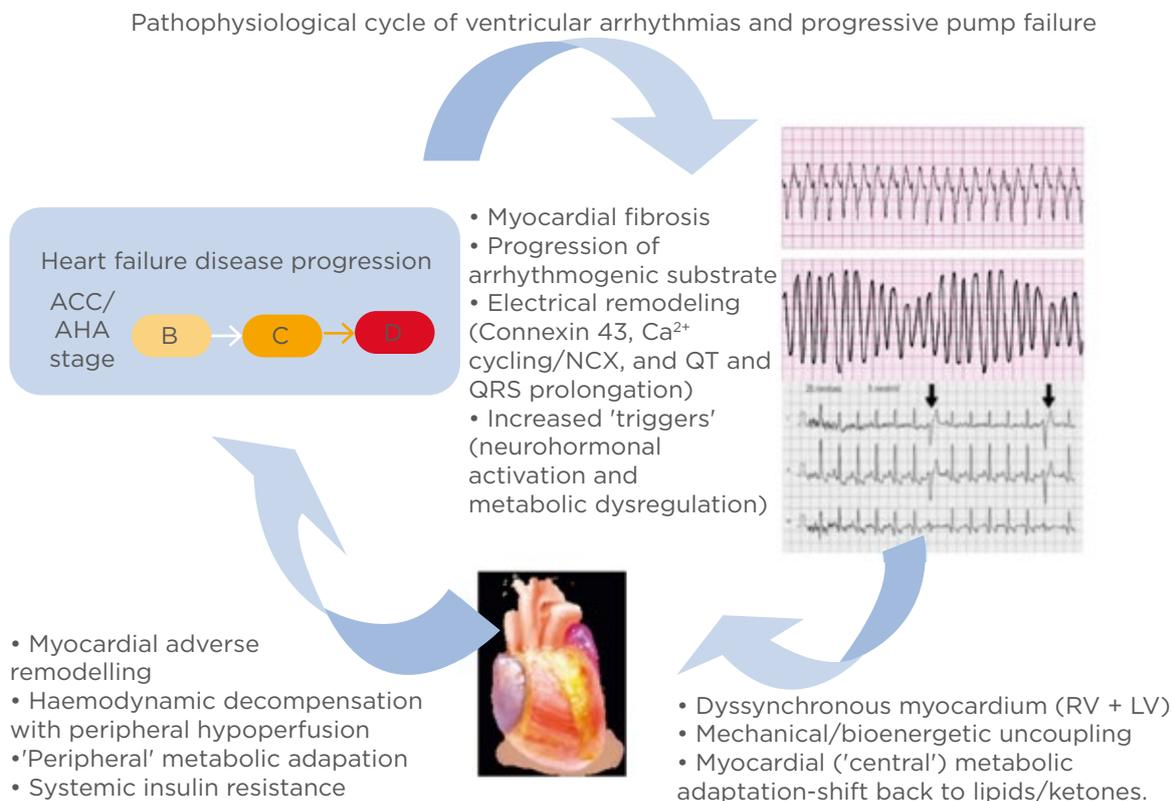 Pathophysiological cycle of ventricular arrhythmias and progressive pump failure
Heart failure disease progression
ACC/
AHA
stage
B
C
D
• Myocardial fibrosis
• Progression of
arrhythmogenic substrate
• Electrical remodeling
(Connexin 43, Ca²⁺
cycling/NCX, and QT and
QRS prolongation)
• Increased 'triggers'
(neurohormonal
activation and
metabolic dysregulation)
• Myocardial adverse
remodelling
• Haemodynamic decompensation
with peripheral hypoperfusion
•'Peripheral' metabolic adapation
• Systemic insulin resistance
• Dyssynchronous myocardium (RV + LV)
• Mechanical/bioenergetic uncoupling
• Myocardial ('central') metabolic
adaptation-shift back to lipids/ketones.